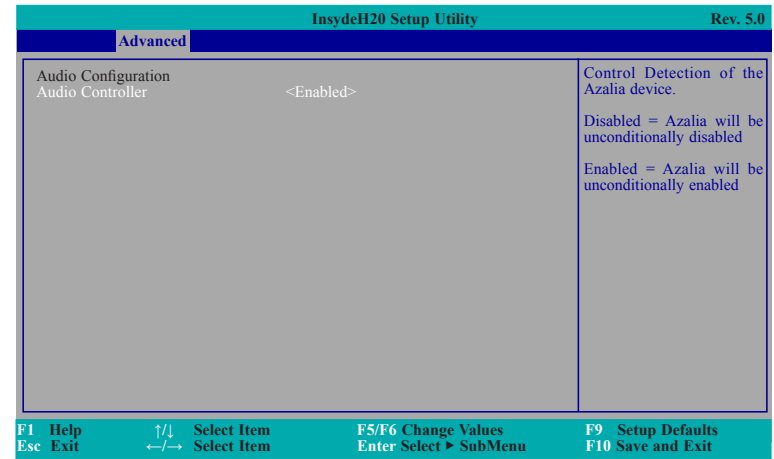 InsydeH20 Setup Utility Rev. 5.0
Advanced
Audio Configuration
Audio Controller <Enabled>
Control Detection of the
Azalia device.
Disabled = Azalia will be
unconditionally disabled
Enabled = Azalia will be
unconditionally enabled
F1 Help ↑/↓ Select Item F5/F6 Change Values F9 Setup Defaults
Esc Exit ←/→ Select Item Enter Select ▶ SubMenu F10 Save and Exit